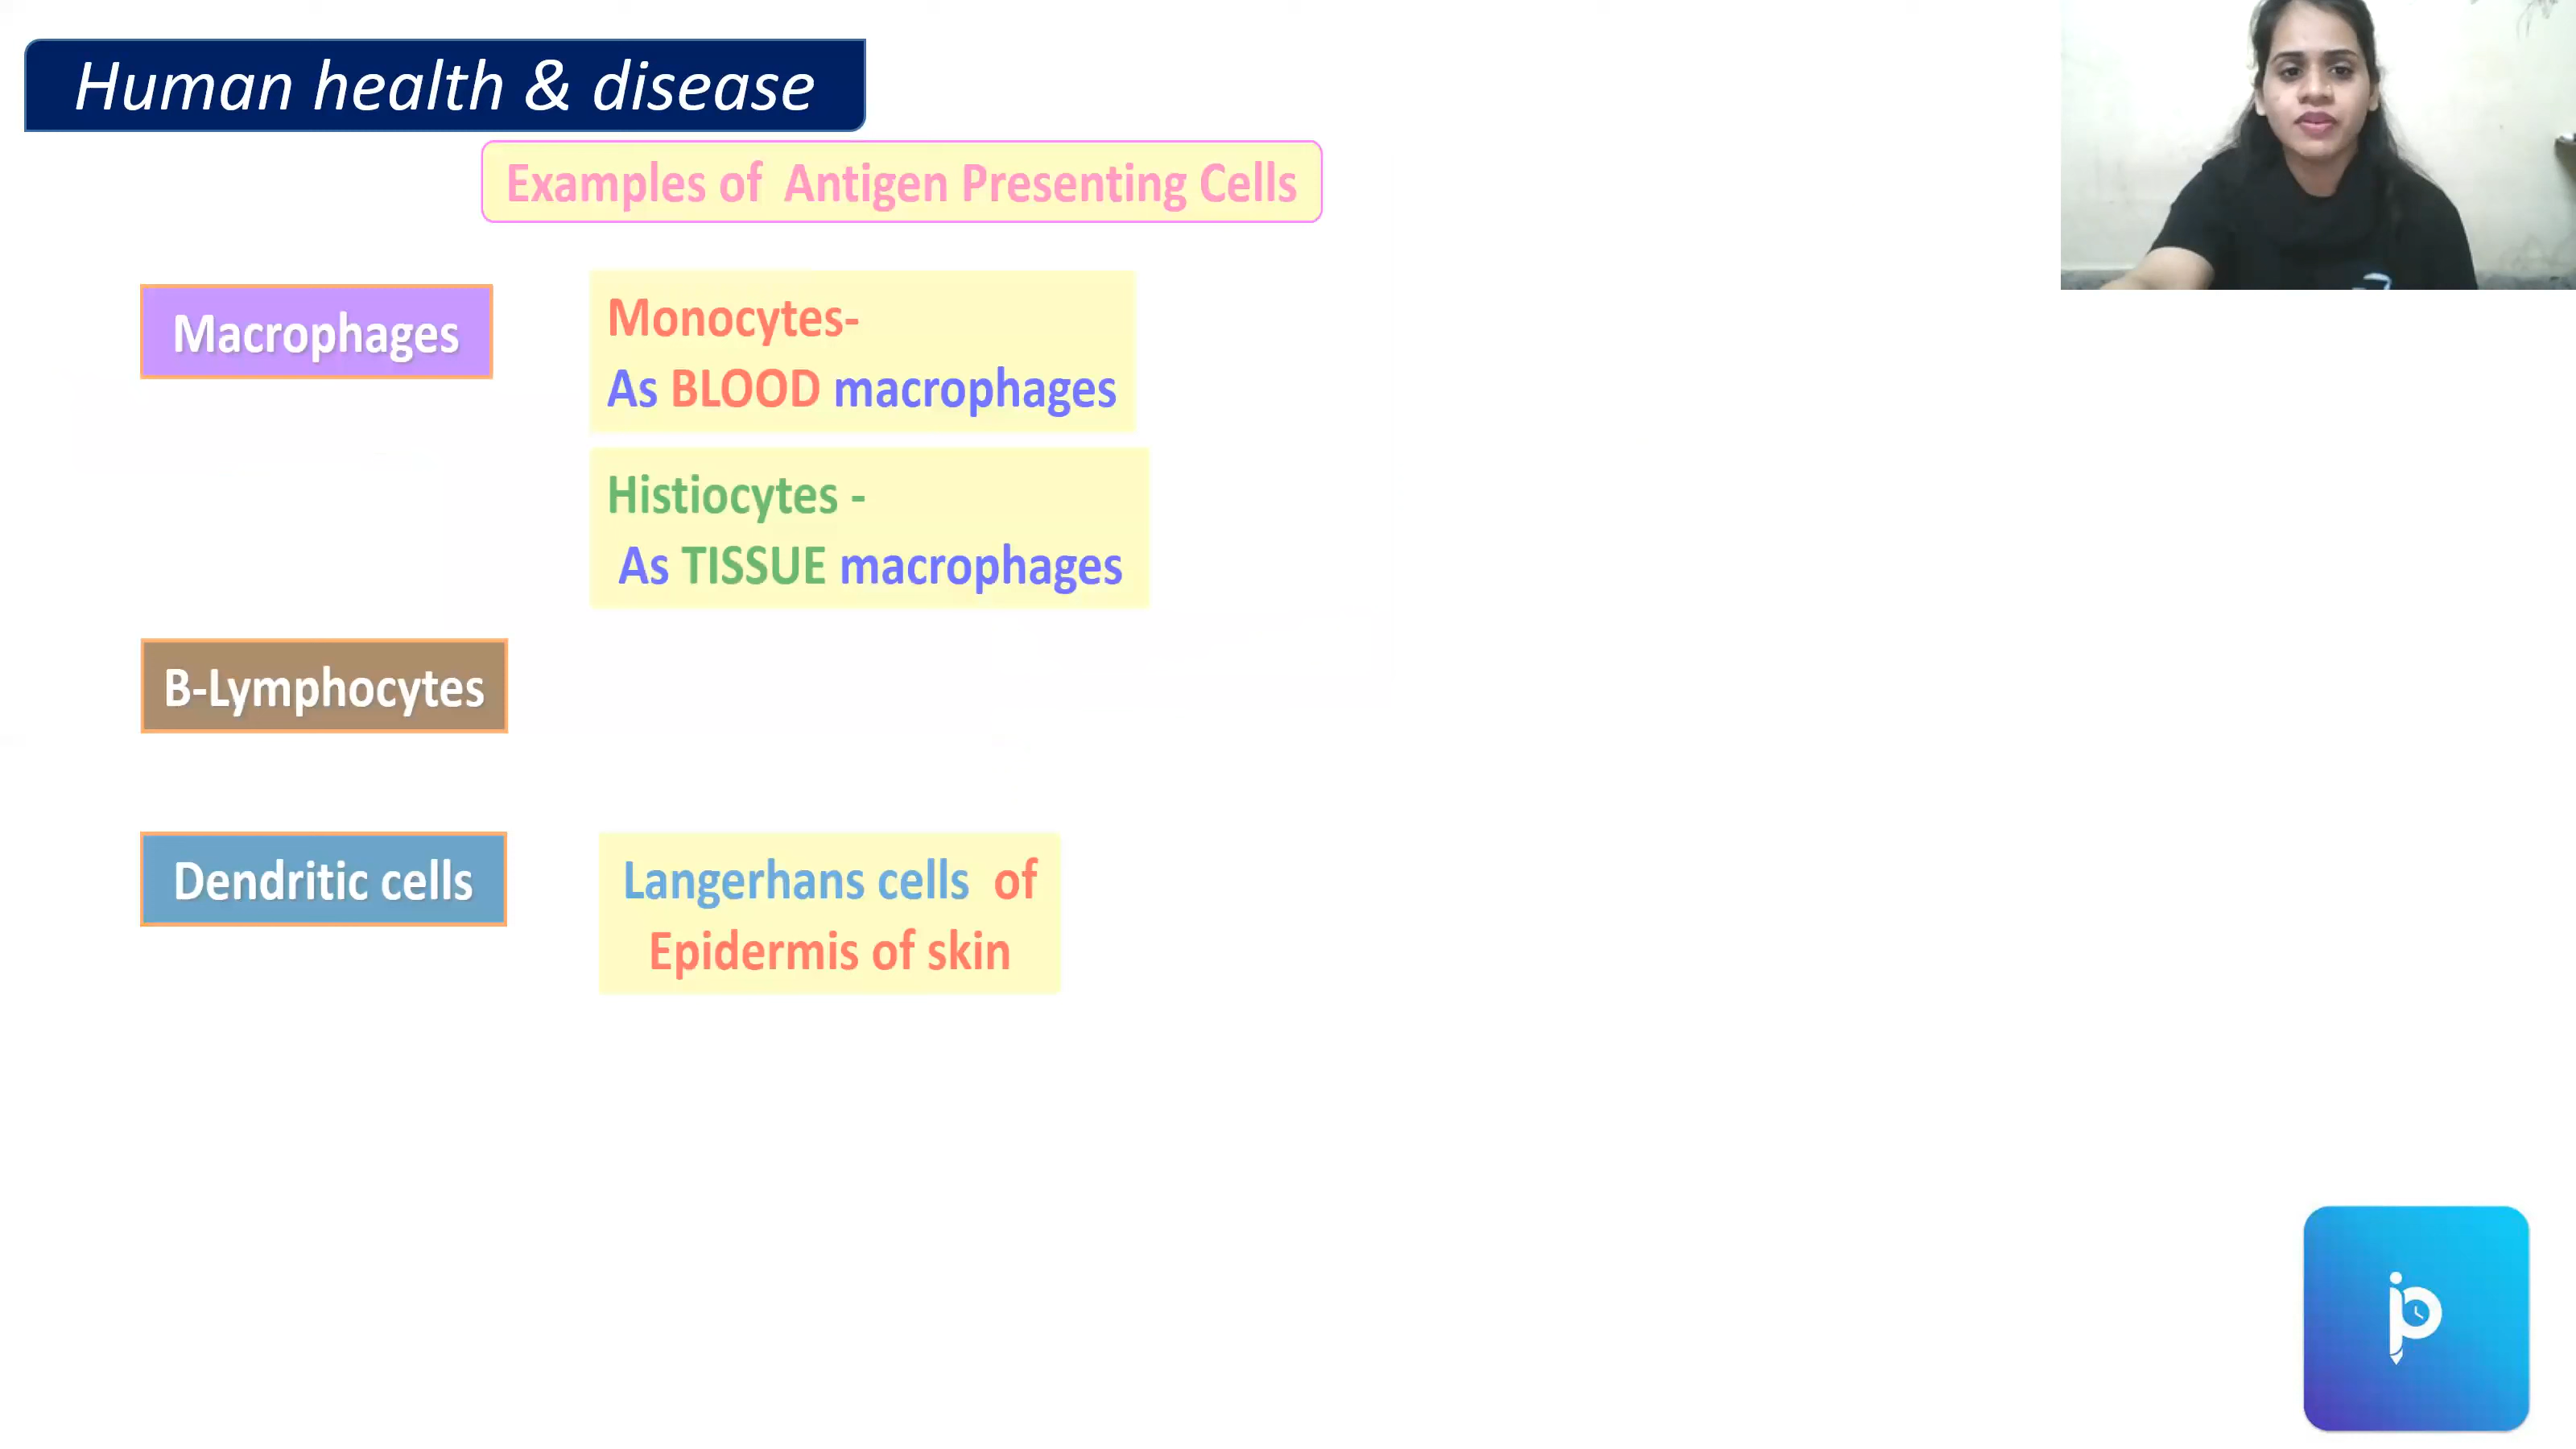 Human health & disease
Examples of Antigen Presenting Cells
Macrophages
Monocytes-
As BLOOD macrophages
Histiocytes -
As TISSUE macrophages
B-Lymphocytes
Dendritic cells
Langerhans cells of
Epidermis of skin